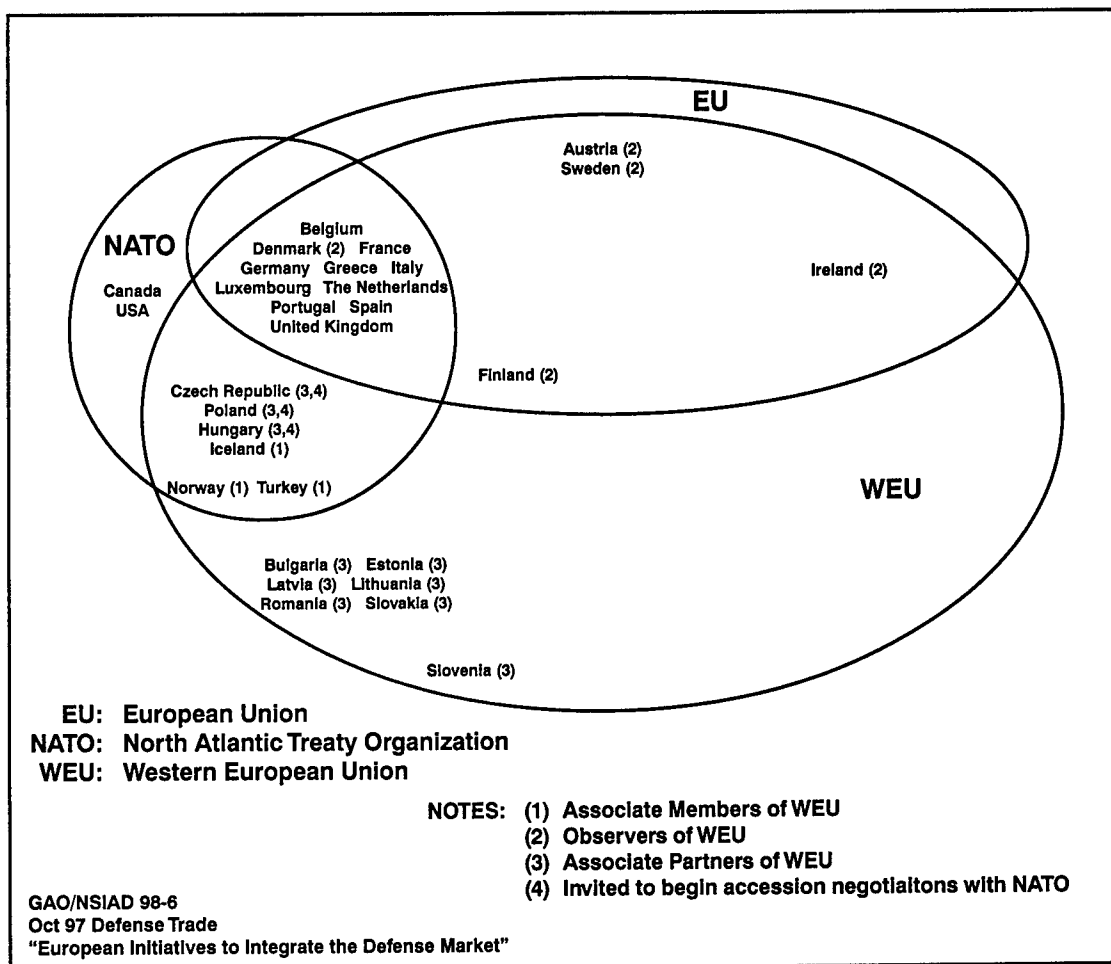 EU
Austria (2)
Sweden (2)
NATO
Belgium
Denmark (2) France
Germany Greece Italy
Luxembourg The Netherlands
Portugal Spain
United Kingdom
Ireland (2)
Canada
USA
Finland (2)
Czech Republic (3,4)
Poland (3,4)
Hungary (3,4)
Iceland (1)
Norway (1) Turkey (1)
WEU
Bulgaria (3) Estonia (3)
Latvia (3) Lithuania (3)
Romania (3) Slovakia (3)
Slovenia (3)
EU: European Union
NATO: North Atlantic Treaty Organization
WEU: Western European Union
NOTES: (1) Associate Members of WEU
(2) Observers of WEU
(3) Associate Partners of WEU
(4) Invited to begin accession negotiaitons with NATO
GAO/NSIAD 98-6
Oct 97 Defense Trade
“European Initiatives to Integrate the Defense Market”